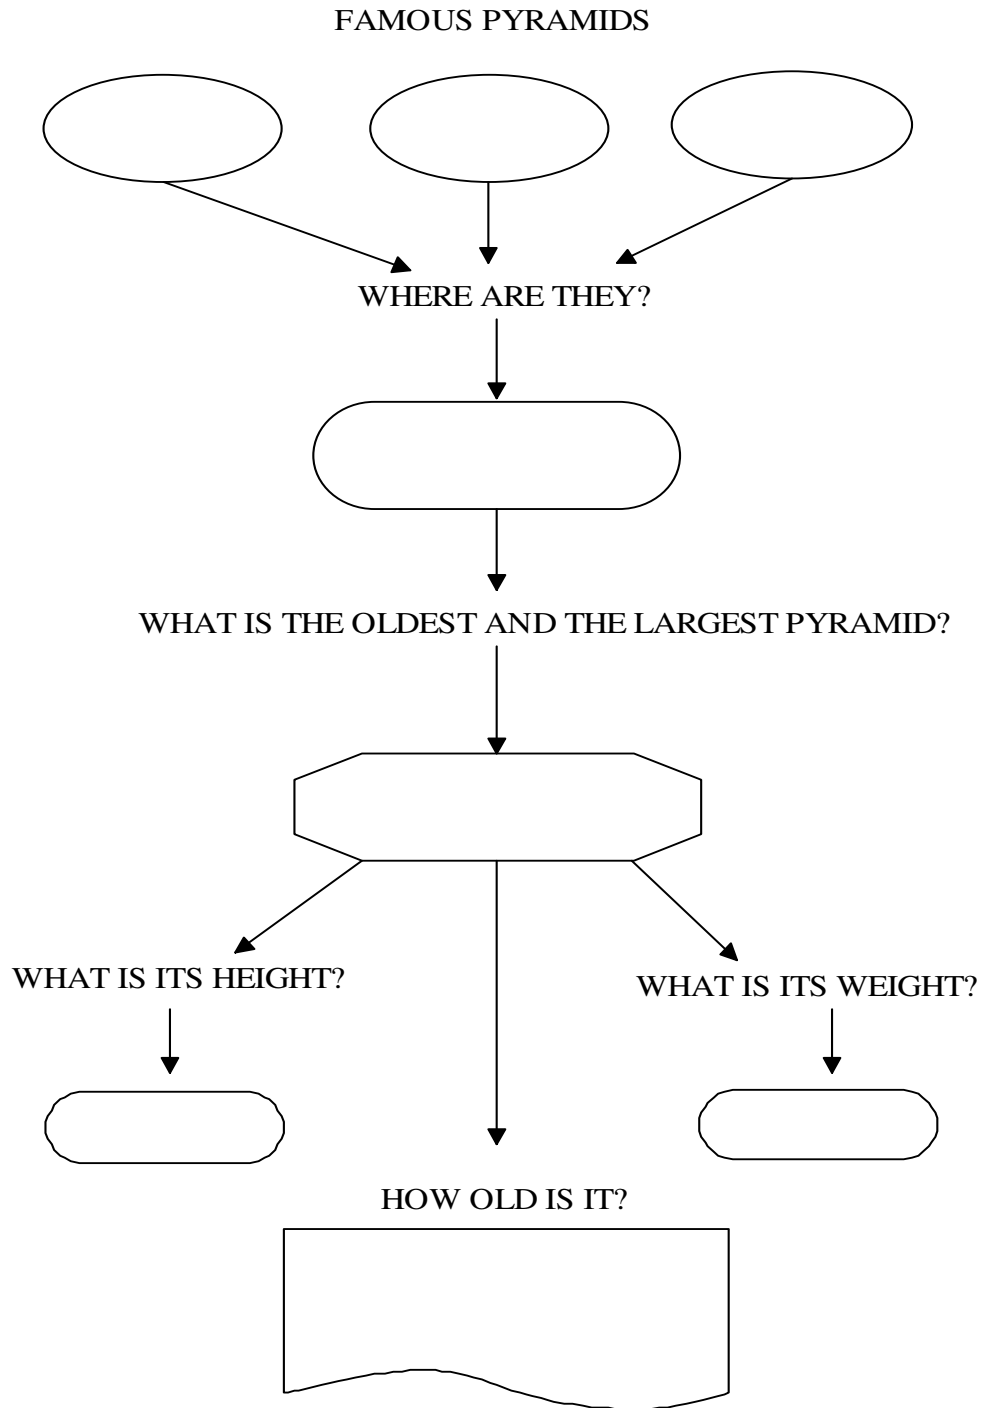 FAMOUS PYRAMIDS
WHERE ARE THEY?
WHAT IS THE OLDEST AND THE LARGEST PYRAMID?
WHAT IS ITS HEIGHT?
WHAT IS ITS WEIGHT?
HOW OLD IS IT?